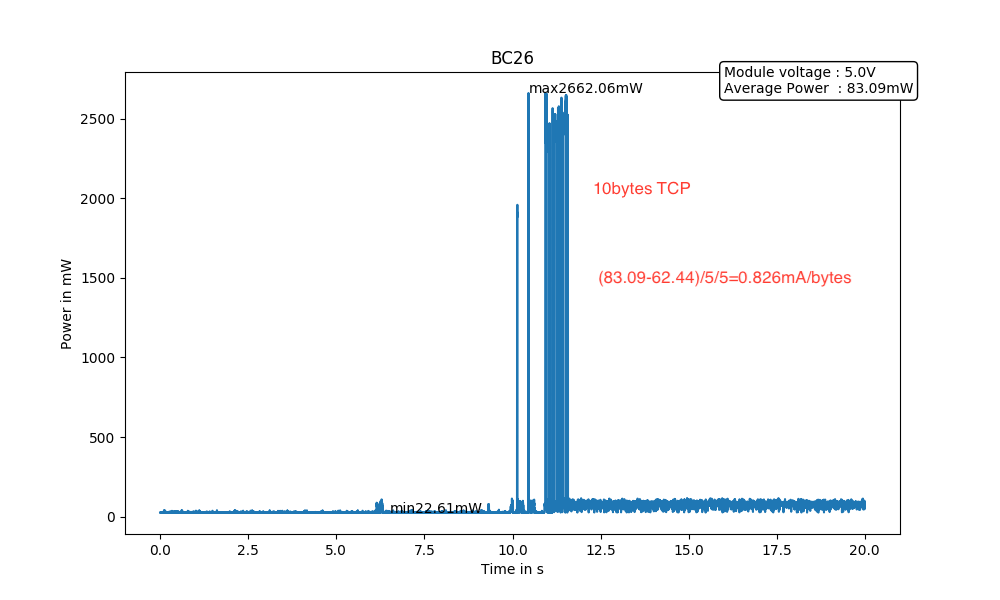 BC26
Module voltage : 5.0V
Average Power : 83.09mW
max2662.06mW
2500
10bytes TCP
2000
(83.09-62.44)/5/5=0.826mA/bytes
1500
Power in mW
1000
500
min22.61mW
0
0.0 2.5 5.0 7.5 10.0 12.5 15.0 17.5 20.0
Time in s